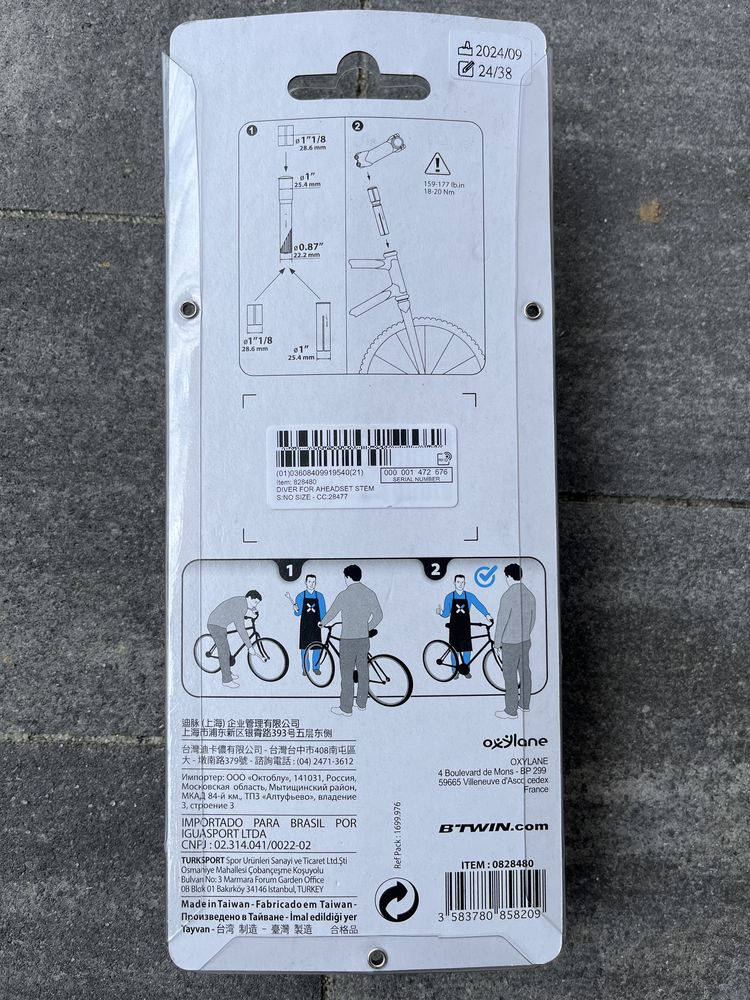 2024/09
24/38
1
ø1"1/8
28.6 mm
ø1"
25.4 mm
ø0.87"
22.2 mm
ø1"1/8
28.6 mm
ø1"
25.4 mm
2
159-177 lb.in
18-20 Nm
(01)03608409919540(21)
000 001 472 676
Item: 828480
SERIAL NUMBER
DIVER FOR AHEADSET STEM
S:NO SIZE - CC:28477
RFID
1
2
迪脉 (上海) 企业管理有限公司
上海市浦东新区银霄路393号五层东侧
台灣迪卡儂有限公司 - 台灣台中市408南屯區
大 - 墩南路379號 - 諮詢電話 : (04) 2471-3612
Импортер: ООО «Октоблу», 141031, Россия,
Московская область, Мытищинский район,
МКАД 84-й км., ТПЗ «Алтуфьево», владение
3, строение 3
IMPORTADO PARA BRASIL POR
IGUASPORT LTDA
CNPJ : 02.314.041/0022-02
TURKSPORT Spor Urünleri Sanayi ve Ticaret Ltd.Şti
Osmaniye Mahallesi Çobançeşme Koşuyolu
Bulvarı No: 3 Marmara Forum Garden Office
0B Blok 01 Bakırköy 34146 Istanbul, TURKEY
Made in Taiwan - Fabricado em Taiwan -
Произведено в Тайване - İmal edildiği yer
Tayvan - 台湾 制造 - 臺灣 製造 合格品
oxylane
OXYLANE
4 Boulevard de Mons - BP 299
59665 Villeneuve d'Ascq cedex
France
B'TWIN.com
Ref Pack : 1699.976
ITEM : 0828480
3 583780 858209